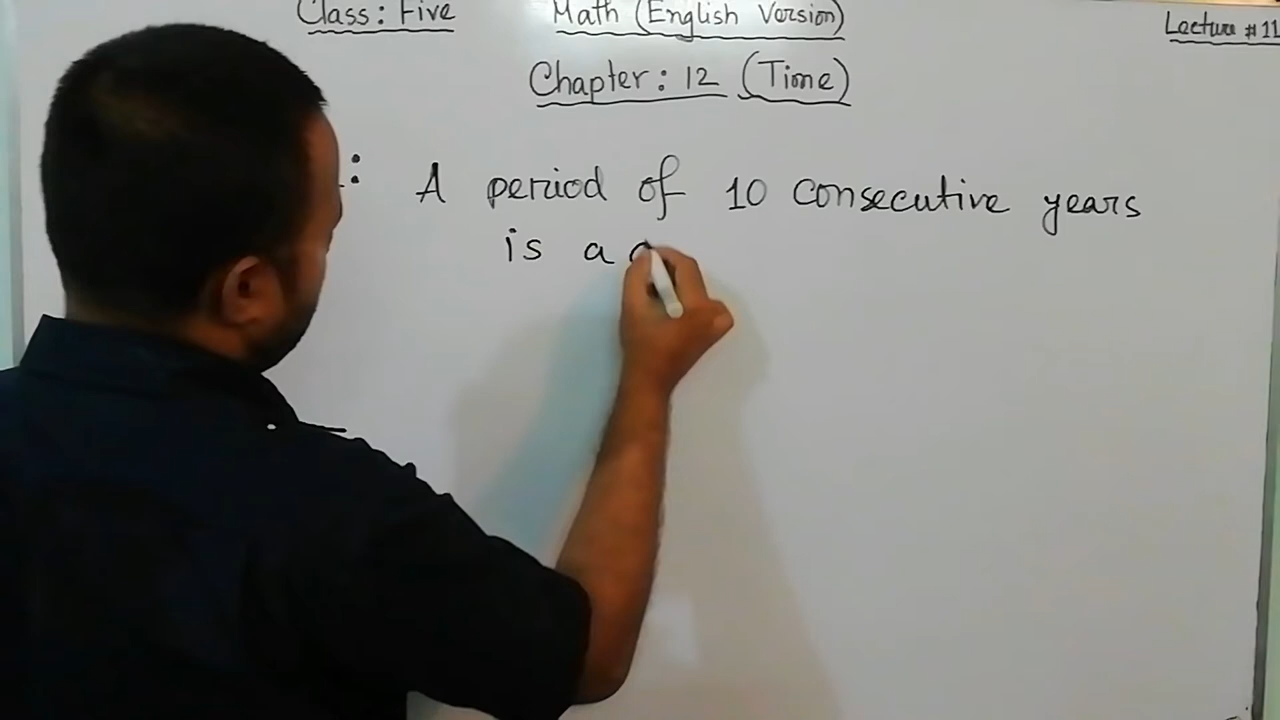 Class: Five
Math (English Version)
Lecture # 11
Chapter: 12 (Time)
: A period of 10 consecutive years
is a